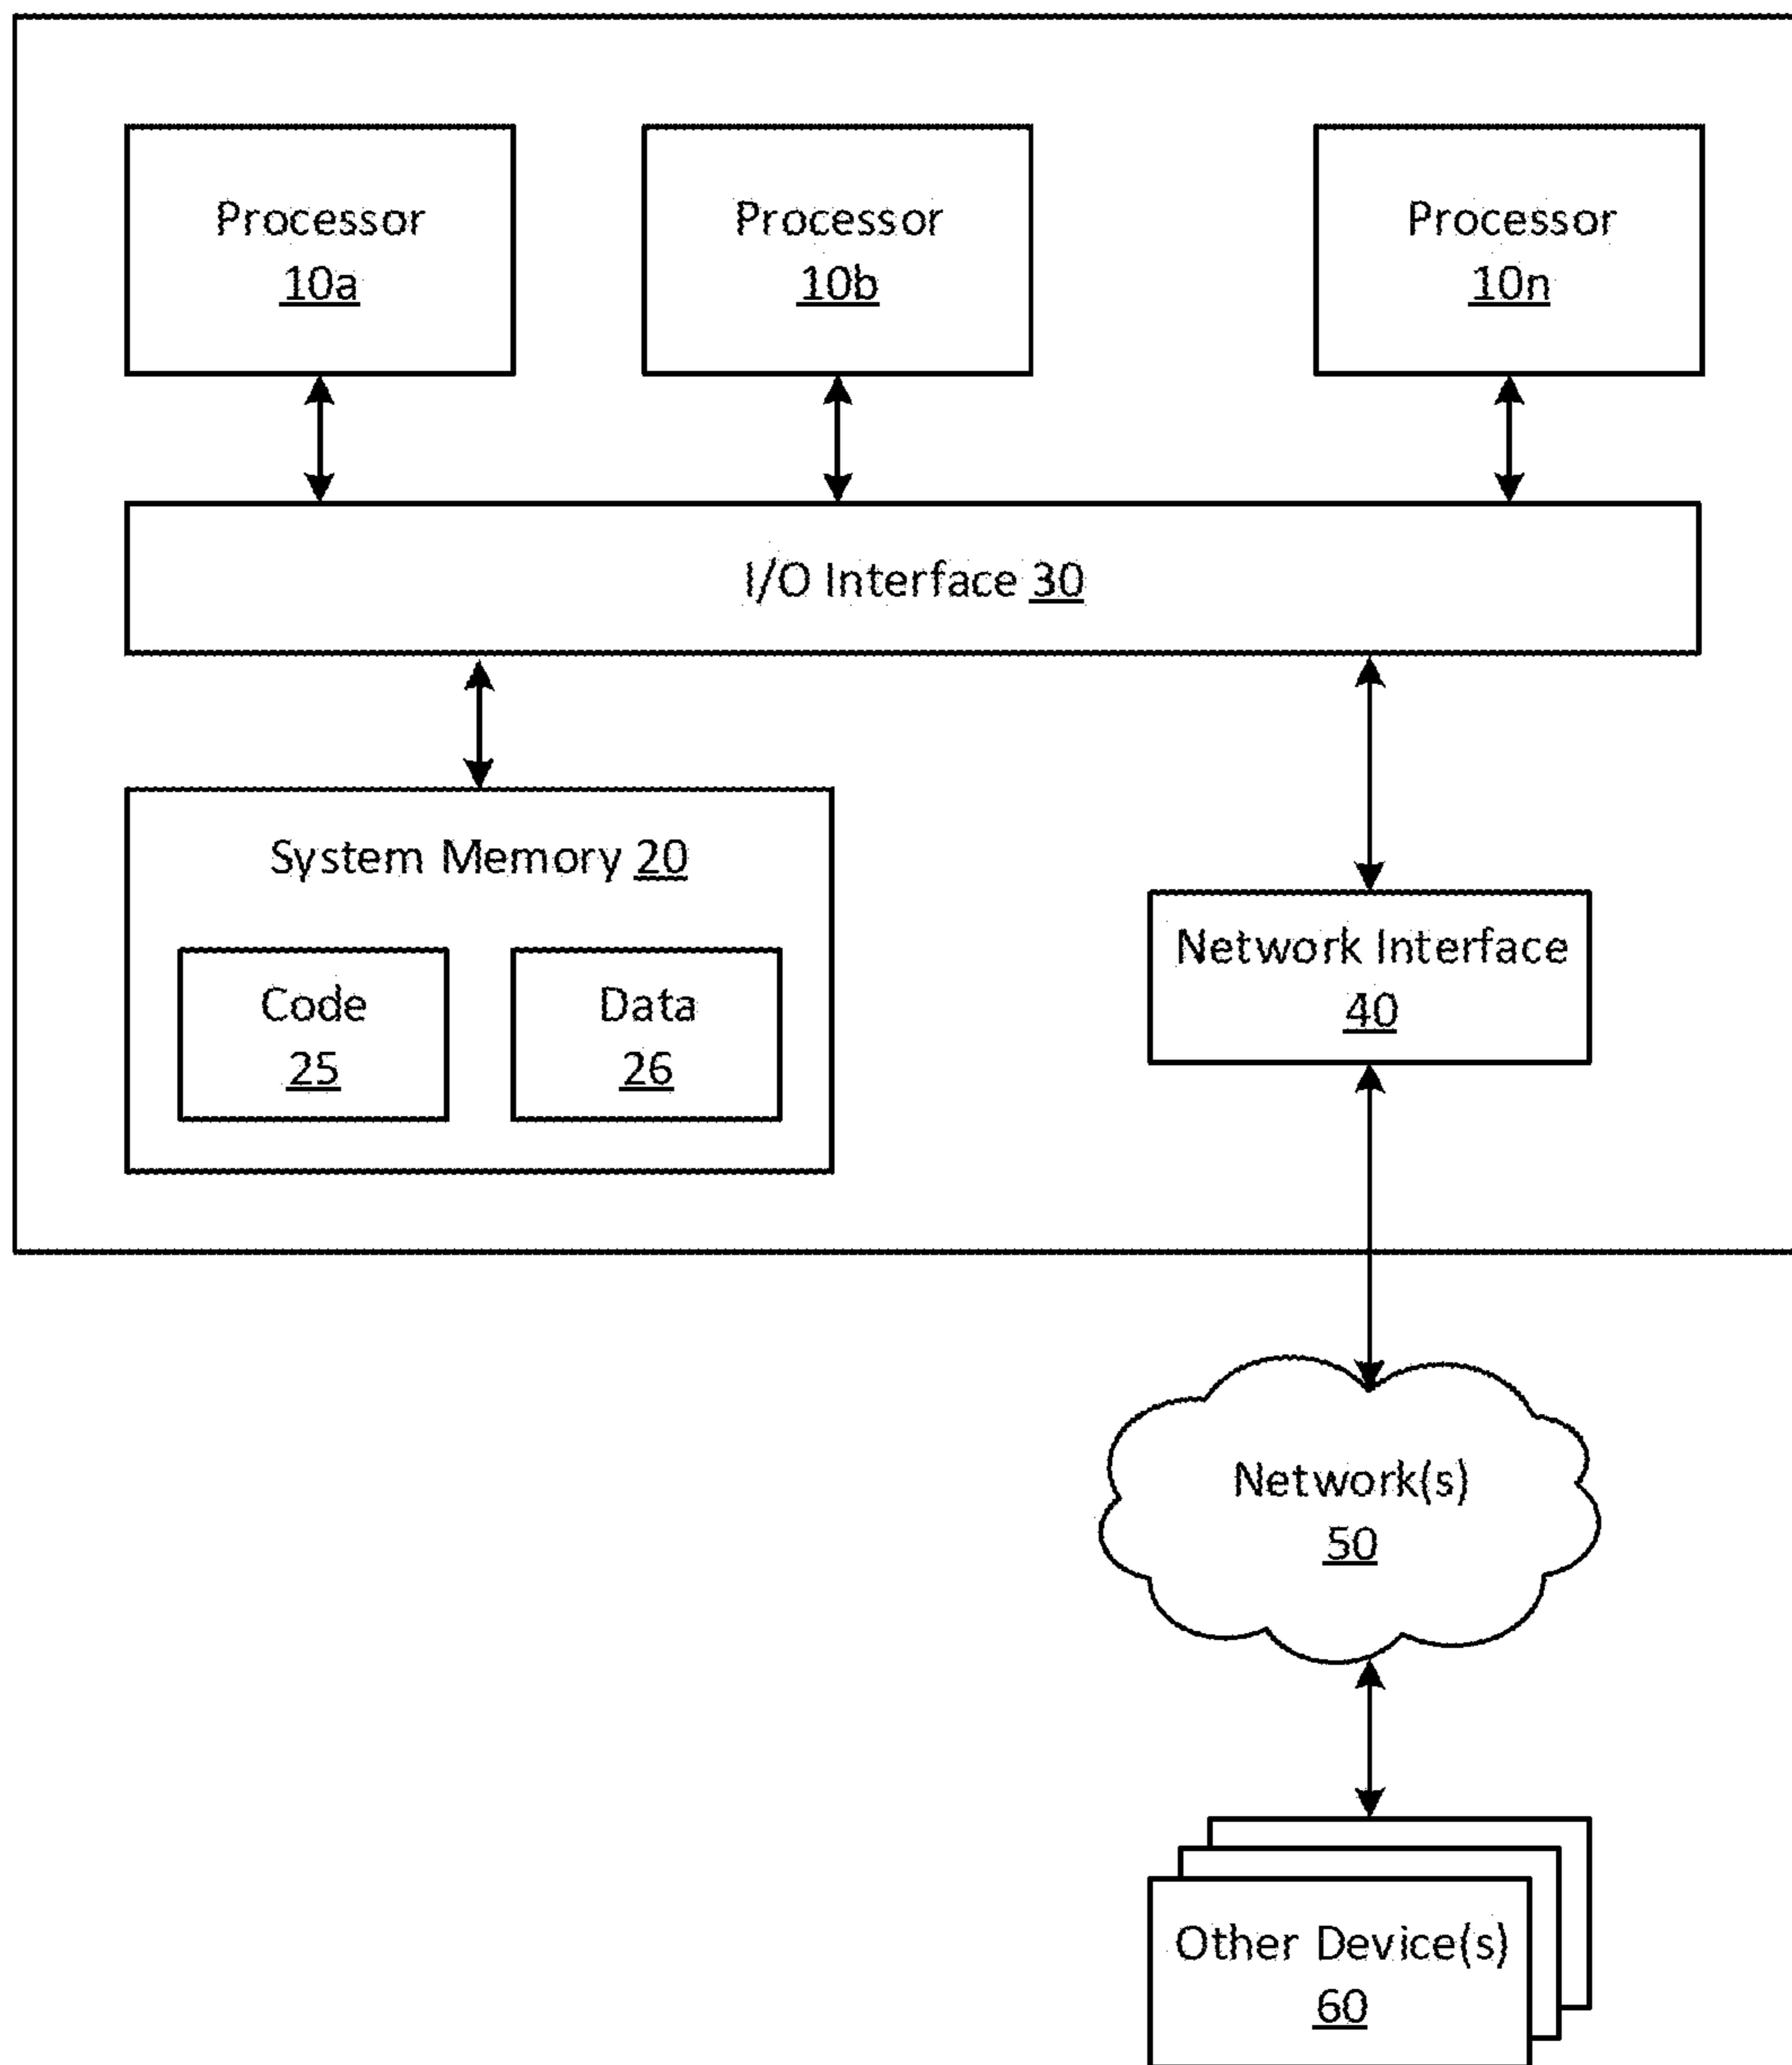 Processor
10a
Processor
10b
Processor
10n
I/O Interface 30
System Memory 20
Code
25
Data
26
Network Interface
40
Network(s)
50
Other Device(s)
60